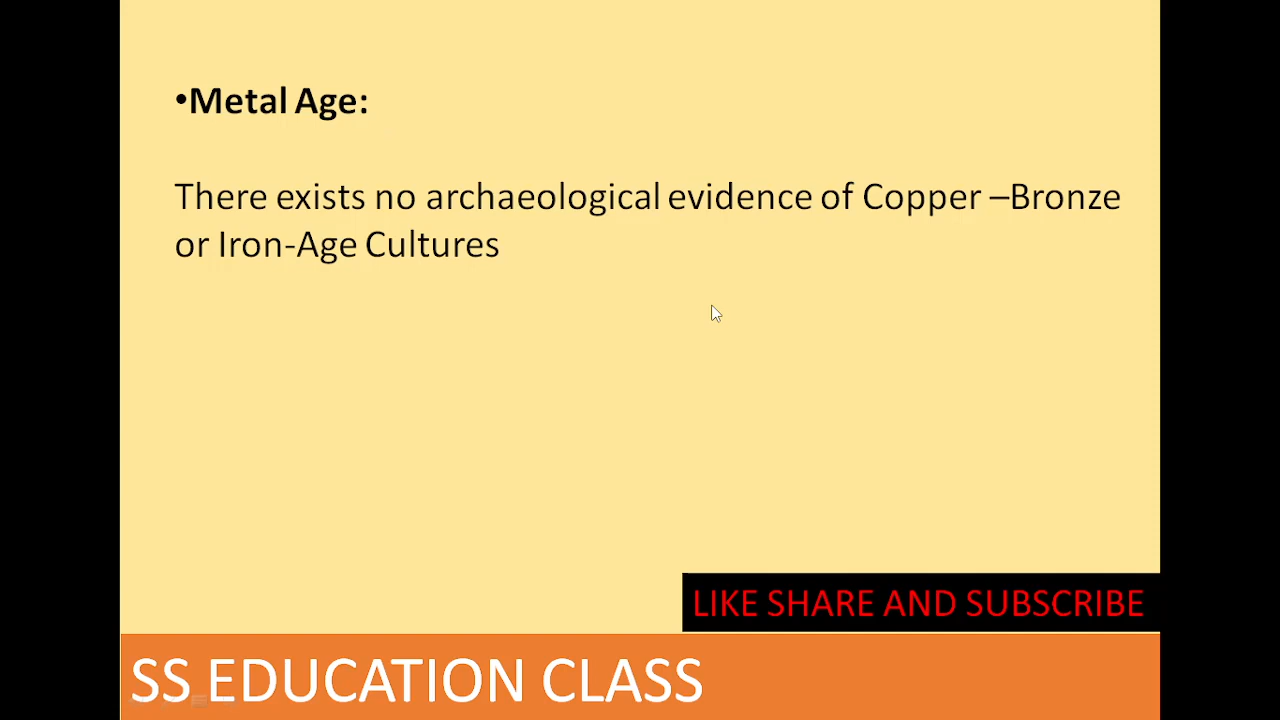 •Metal Age:
There exists no archaeological evidence of Copper –Bronze
or Iron-Age Cultures
LIKE SHARE AND SUBSCRIBE
SS EDUCATION CLASS